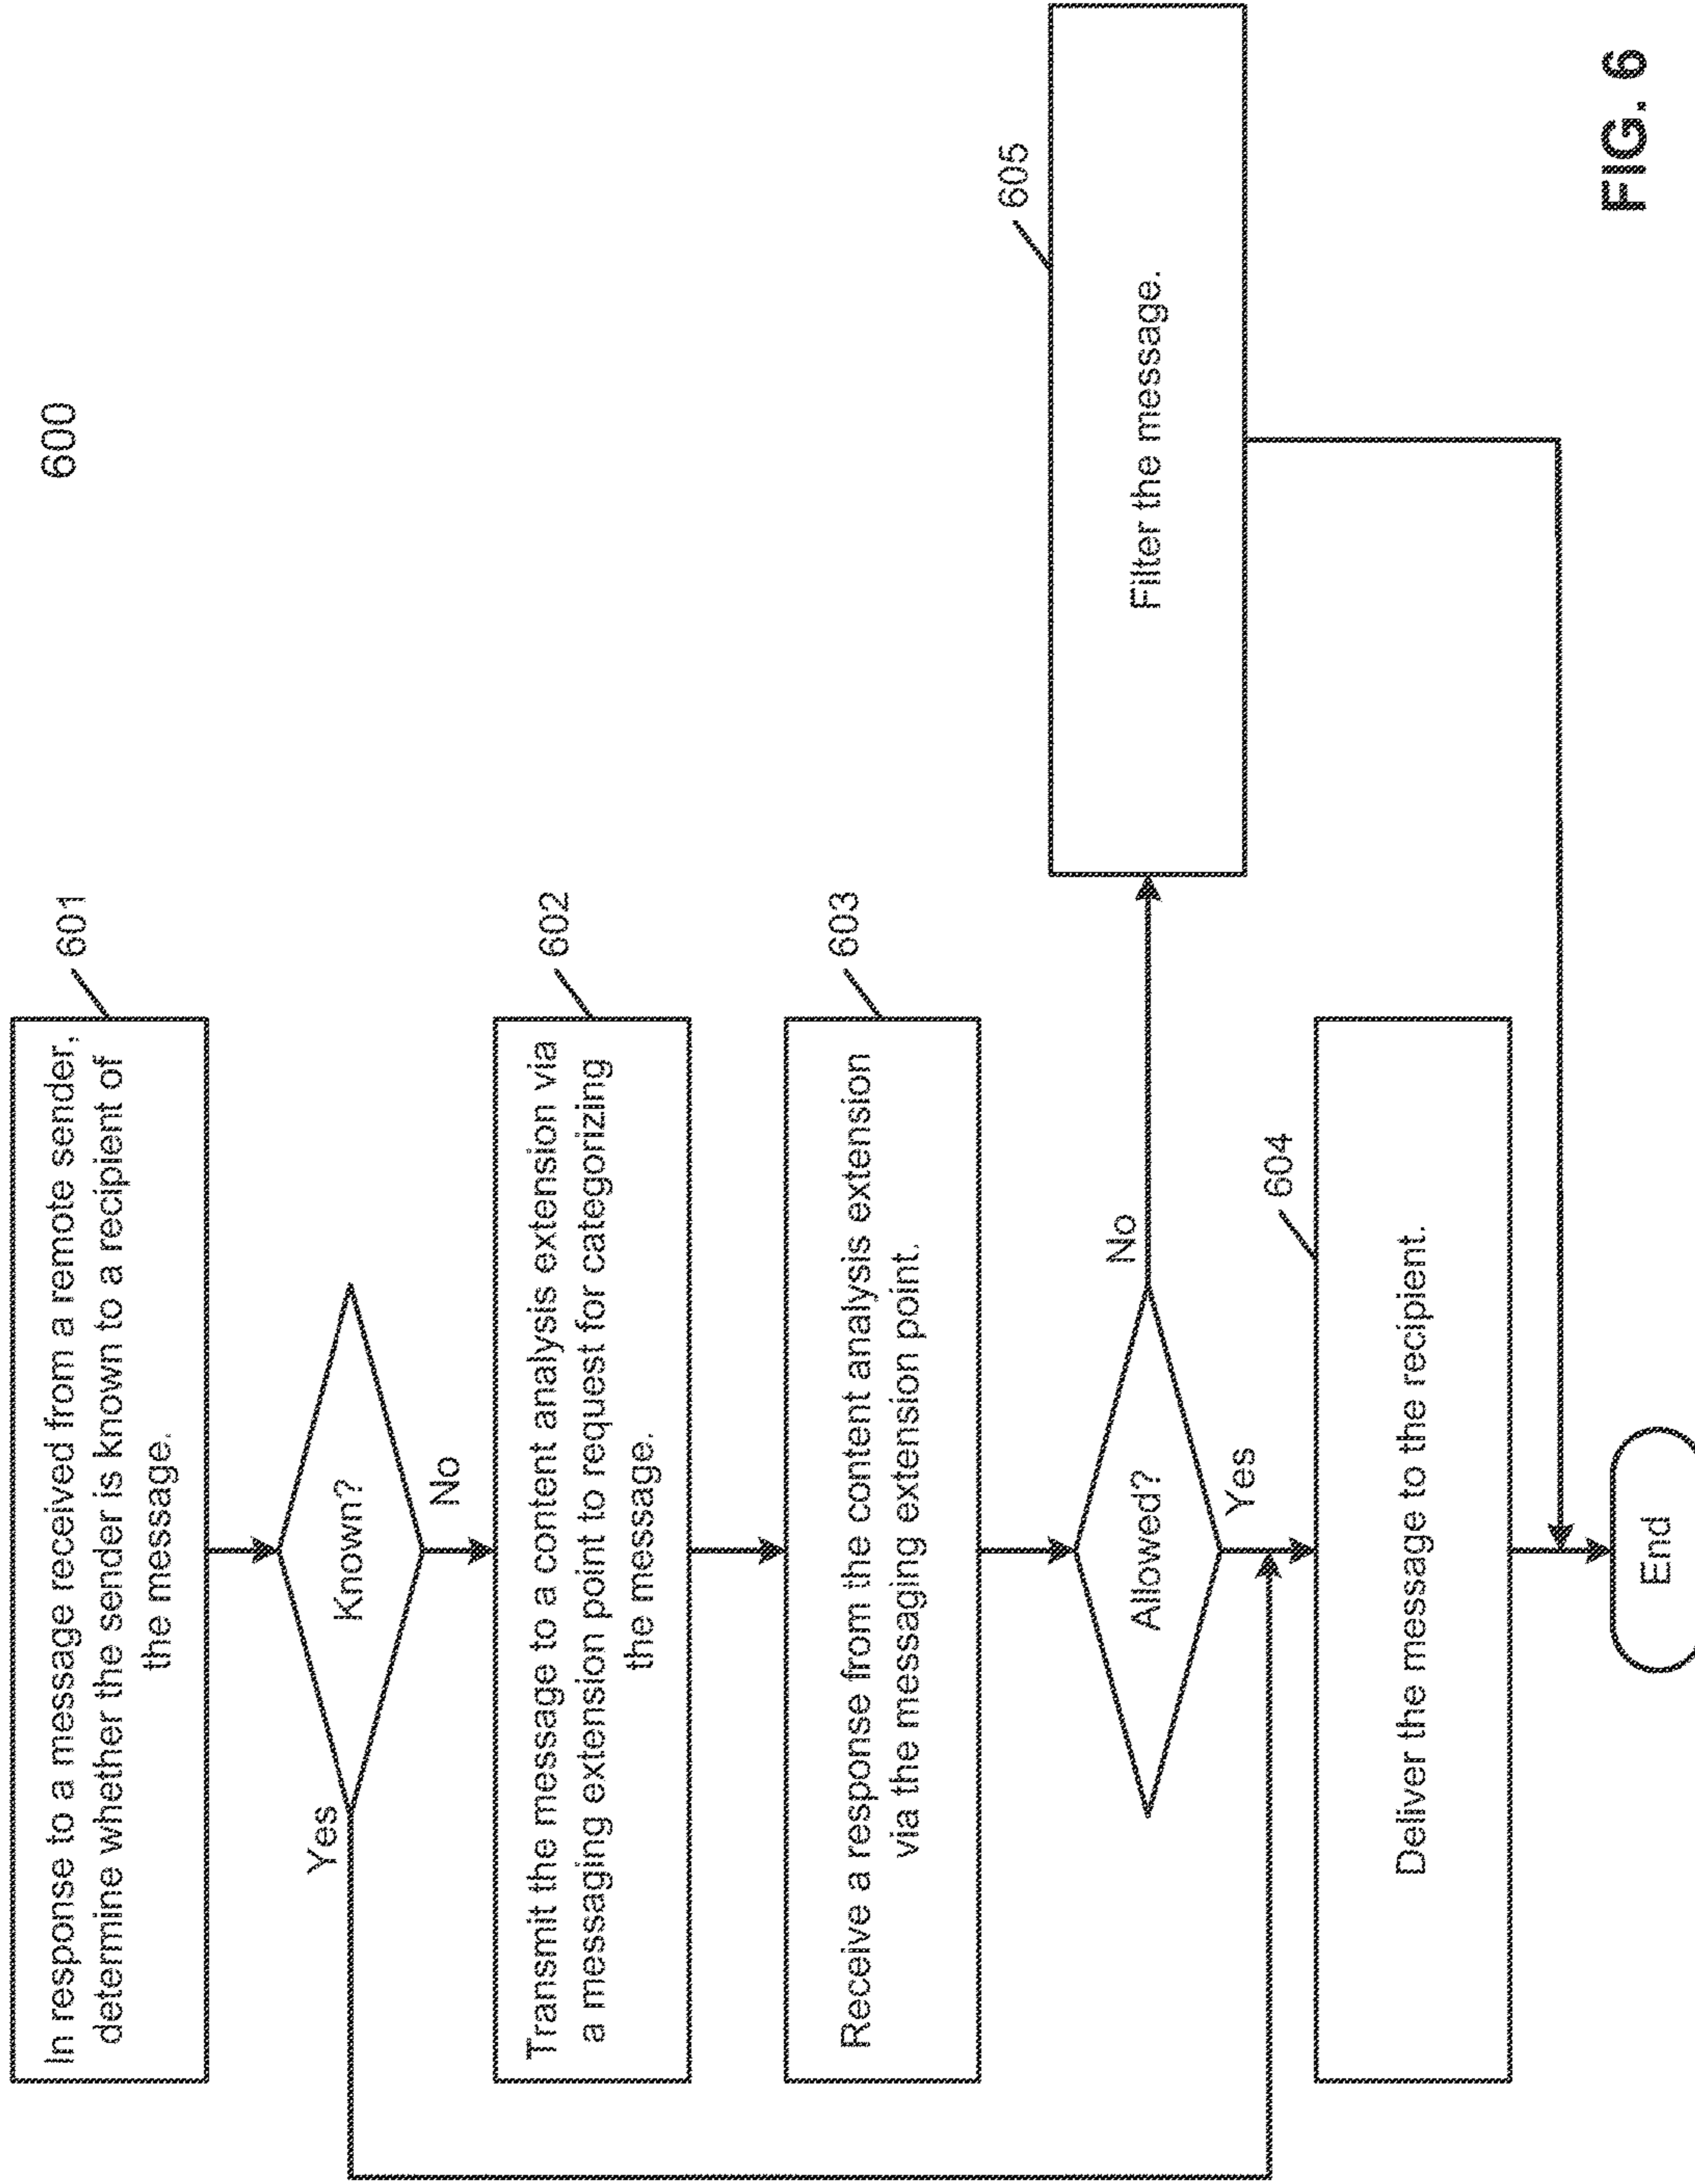 600
601
In response to a message received from a remote sender,
determine whether the sender is known to a recipient of
the message.
Known?
Yes
No
602
Transmit the message to a content analysis extension via
a messaging extension point to request for categorizing
the message.
603
Receive a response from the content analysis extension
via the messaging extension point.
Allowed?
No
Yes
605
Filter the message.
604
Deliver the message to the recipient.
End
FIG. 6